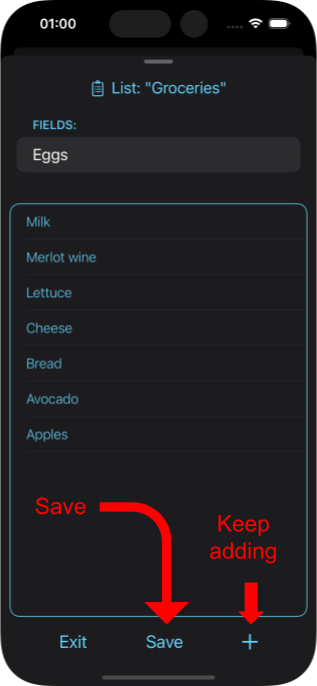 01:00
List: "Groceries"
FIELDS:
Eggs
Milk
Merlot wine
Lettuce
Cheese
Bread
Avocado
Apples
Save
Keep
adding
Exit Save +